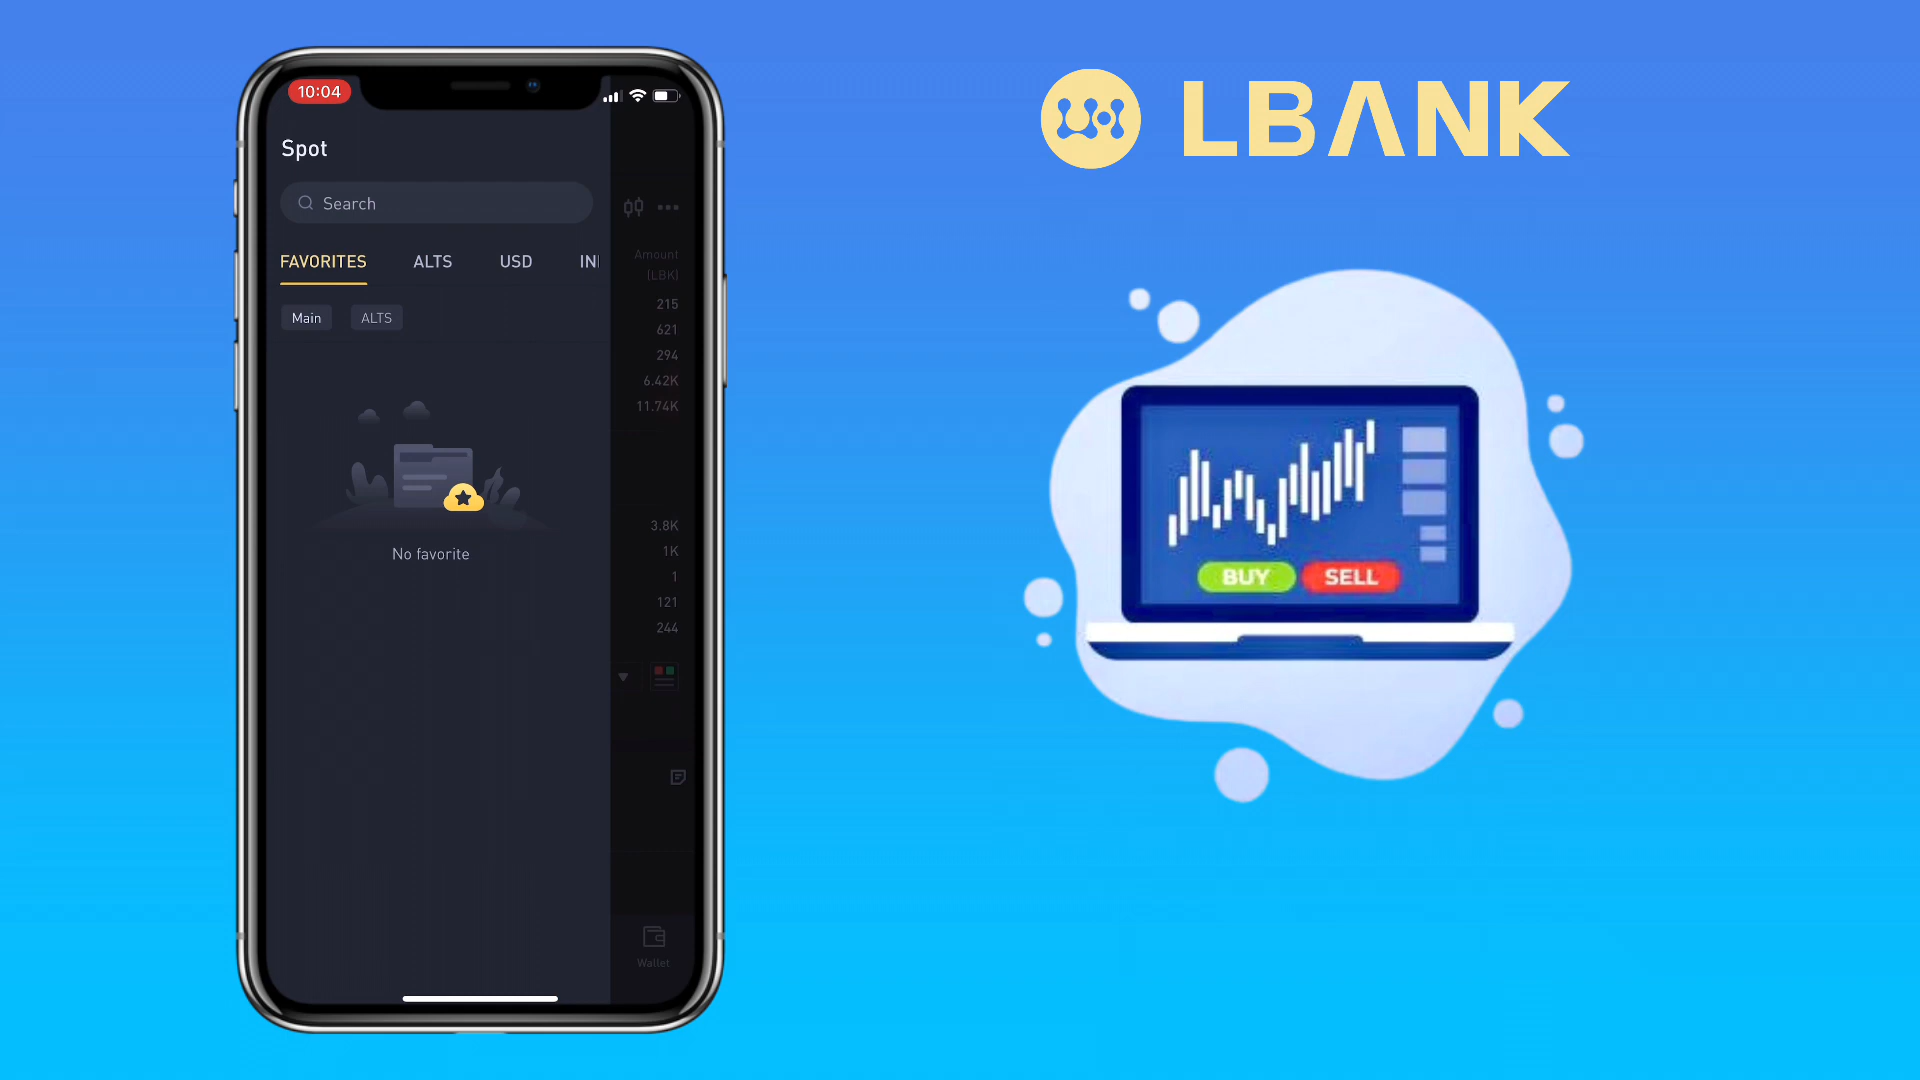 10:04
Spot
Search
FAVORITES ALTS USD
Main ALTS
No favorite
Amount
(LBK)
215
621
294
6.42K
11.74K
3.8K
1K
1
121
244
Wallet
LBANK
BUY SELL